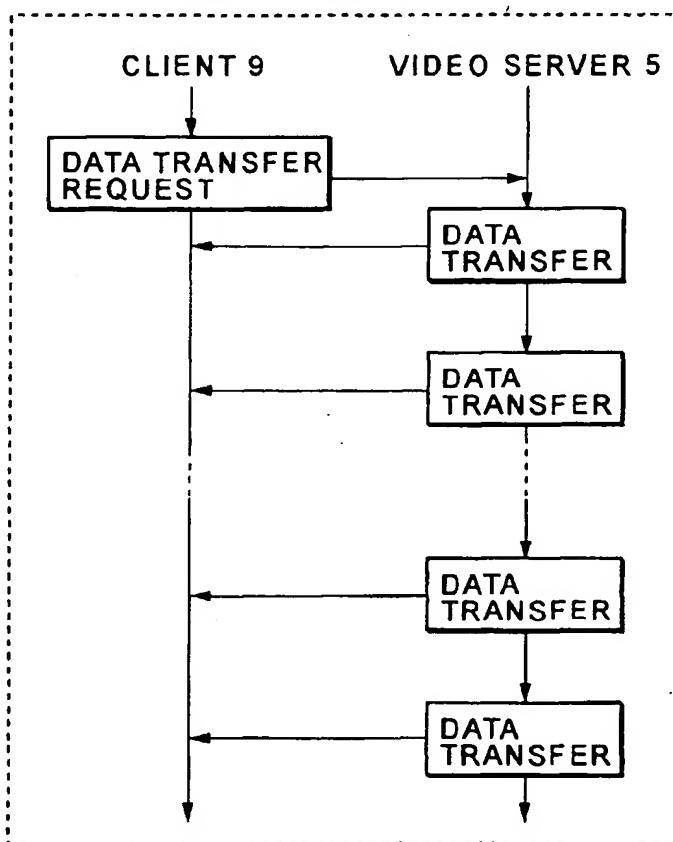 CLIENT 9
VIDEO SERVER 5
DATA TRANSFER
REQUEST
DATA
TRANSFER
DATA
TRANSFER
DATA
TRANSFER
DATA
TRANSFER